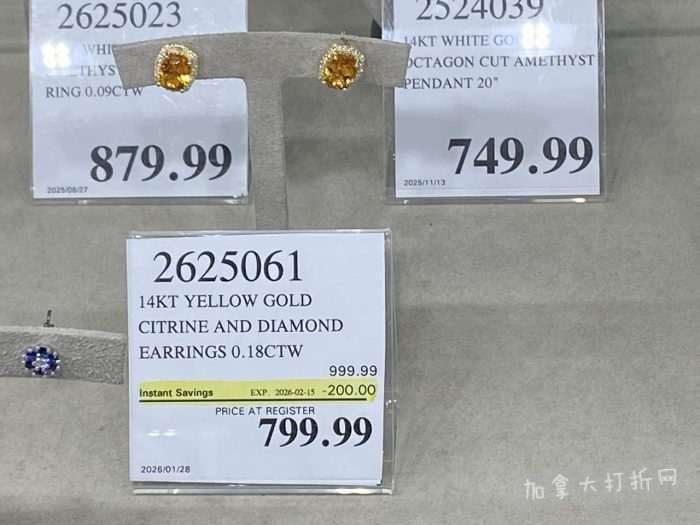 2625023
WHI
RING 0.09CTW
879.99
2025/08/27
2524039
14KT WHITE GO
OCTAGON CUT AMETHYST
PENDANT 20"
749.99
2025/11/13
2625061
14KT YELLOW GOLD
CITRINE AND DIAMOND
EARRINGS 0.18CTW
999.99
Instant Savings EXP. 2026-02-15 -200.00
PRICE AT REGISTER
799.99
2026/01/28
加拿大打折网